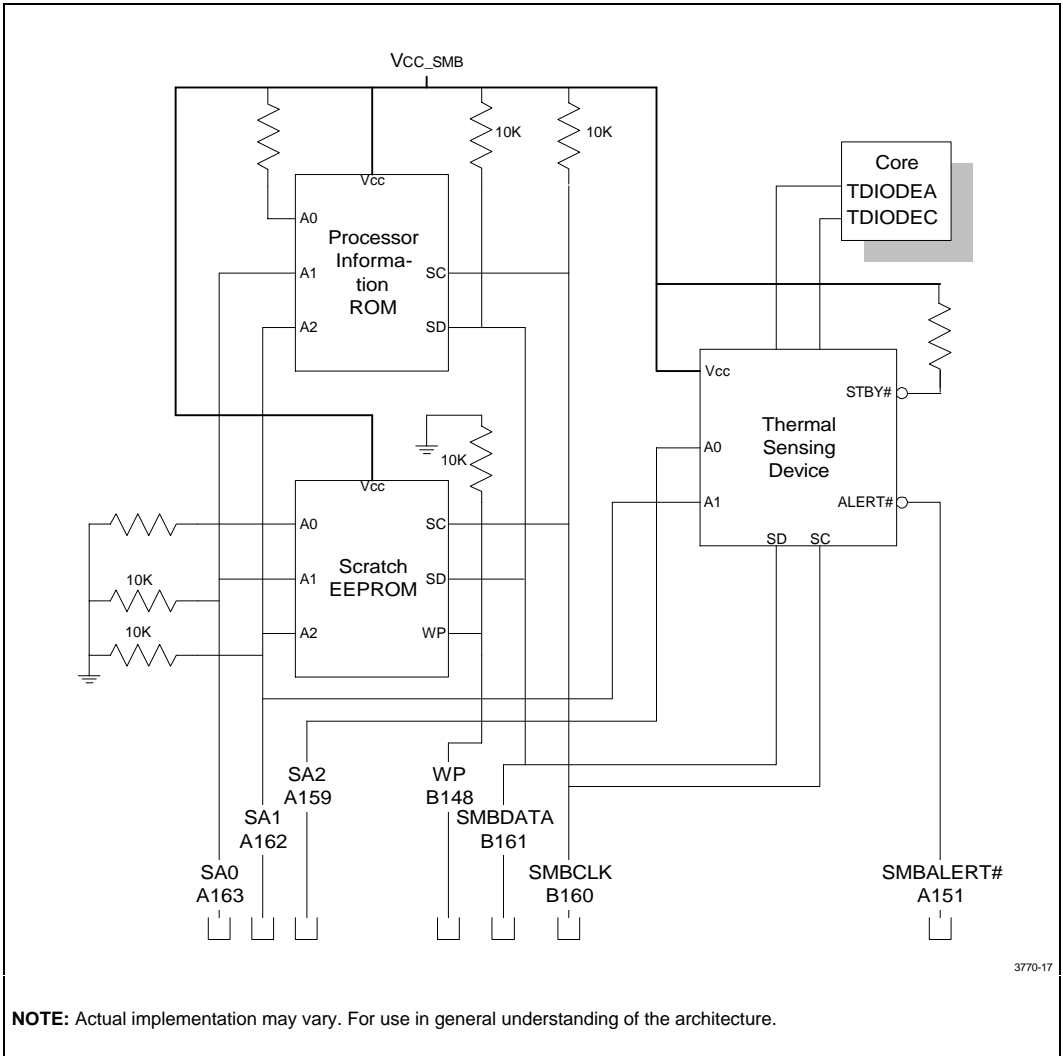 VCC_SMB
10K
10K
Core
TDIODEA
TDIODEC
Vcc
A0
Processor
Informa-
tion
ROM
A1
SC
A2
SD
Vcc
STBY#
Thermal
Sensing
Device
A0
A1
ALERT#
SD
SC
10K
Vcc
A0
SC
Scratch
EEPROM
A1
SD
A2
WP
10K
10K
SA2
A159
WP
B148
SA1
A162
SMBDATA
B161
SA0
A163
SMBCLK
B160
SMBALERT#
A151
3770-17
NOTE: Actual implementation may vary. For use in general understanding of the architecture.